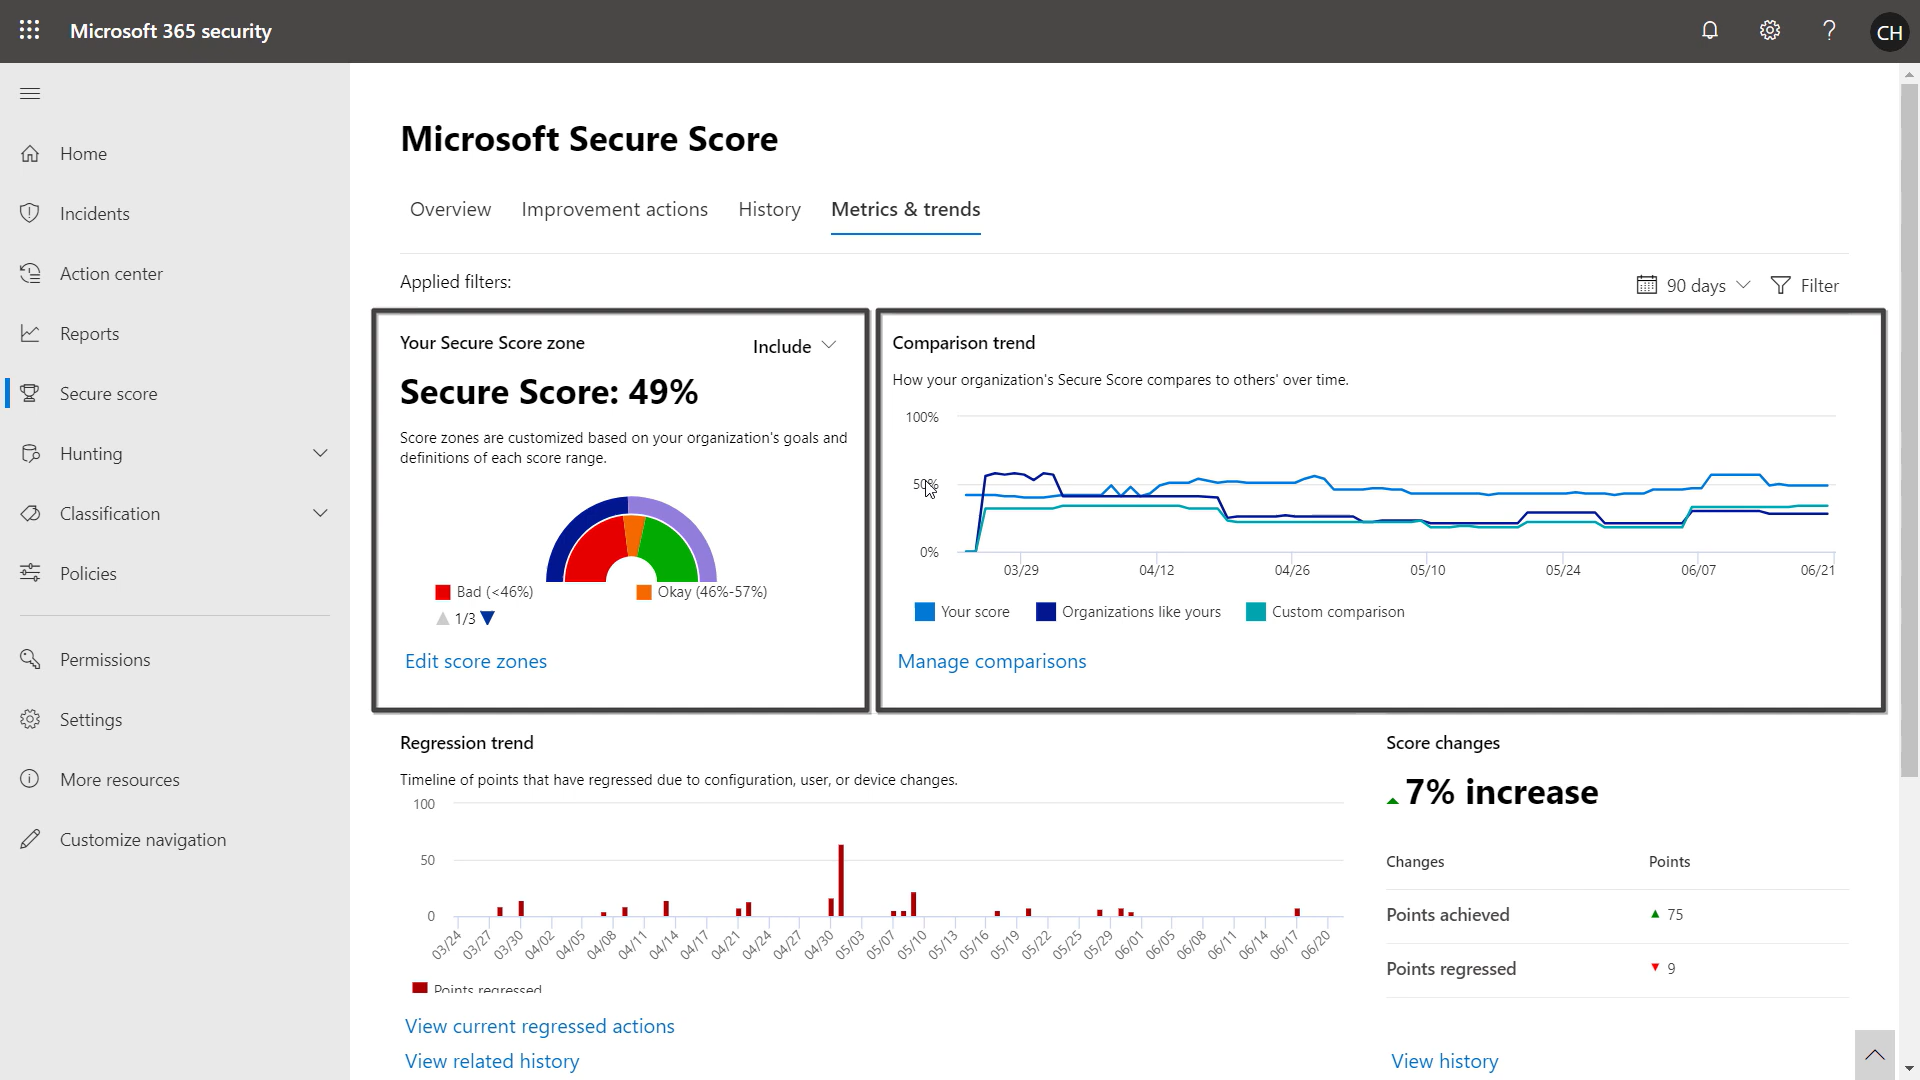 Microsoft 365 security
CH
Home
Incidents
Action center
Reports
Secure score
Hunting
Classification
Policies
Permissions
Settings
More resources
Customize navigation
Microsoft Secure Score
Overview
Improvement actions
History
Metrics & trends
Applied filters:
90 days
Filter
Your Secure Score zone
Include
Secure Score: 49%
Score zones are customized based on your organization's goals and
definitions of each score range.
Bad (<46%)
Okay (46%-57%)
1/3
Edit score zones
Comparison trend
How your organization's Secure Score compares to others' over time.
100%
50%
0%
03/29
04/12
04/26
05/10
05/24
06/07
06/21
Your score
Organizations like yours
Custom comparison
Manage comparisons
Regression trend
Timeline of points that have regressed due to configuration, user, or device changes.
100
50
0
03/24
03/27
03/30
04/02
04/05
04/08
04/11
04/14
04/17
04/21
04/24
04/27
04/30
05/03
05/07
05/10
05/13
05/16
05/19
05/22
05/25
05/29
06/01
06/05
06/08
06/11
06/14
06/17
06/20
Points regressed
View current regressed actions
View related history
Score changes
7% increase
Changes
Points
Points achieved
75
Points regressed
9
View history